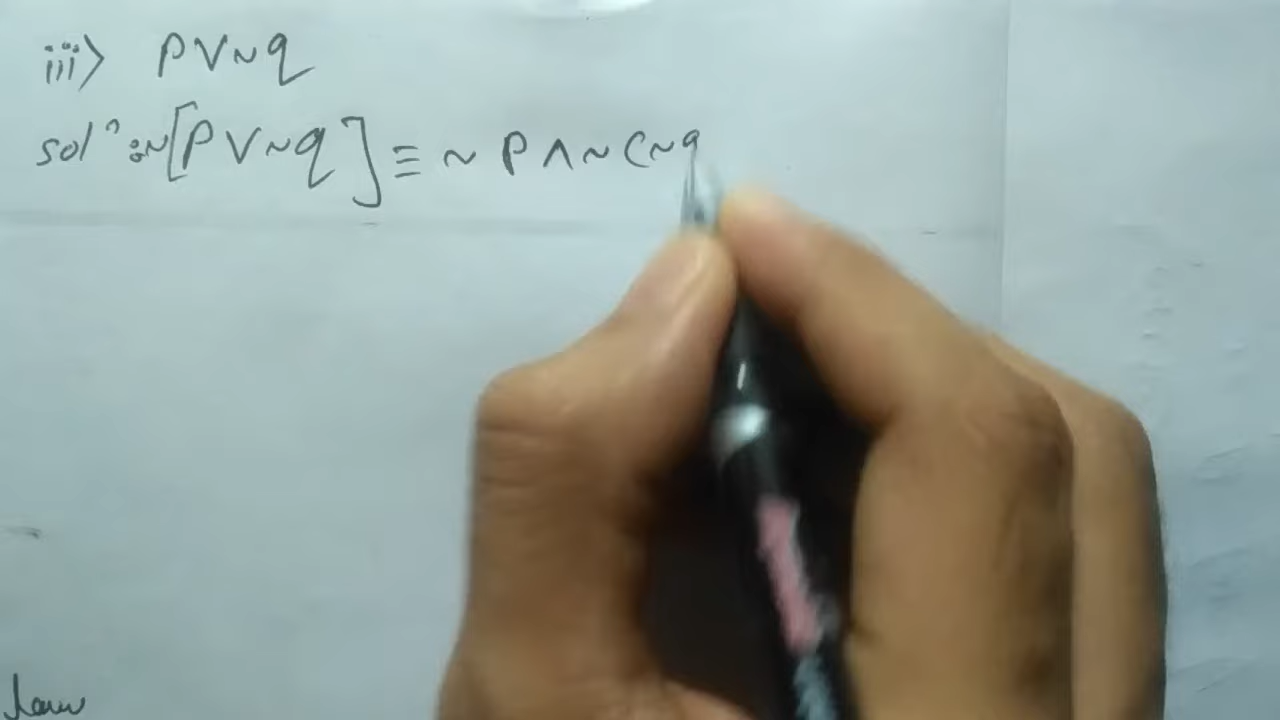 iii> p∨~q
solⁿ :~[p∨~q] ≡ ~p∧~(~q